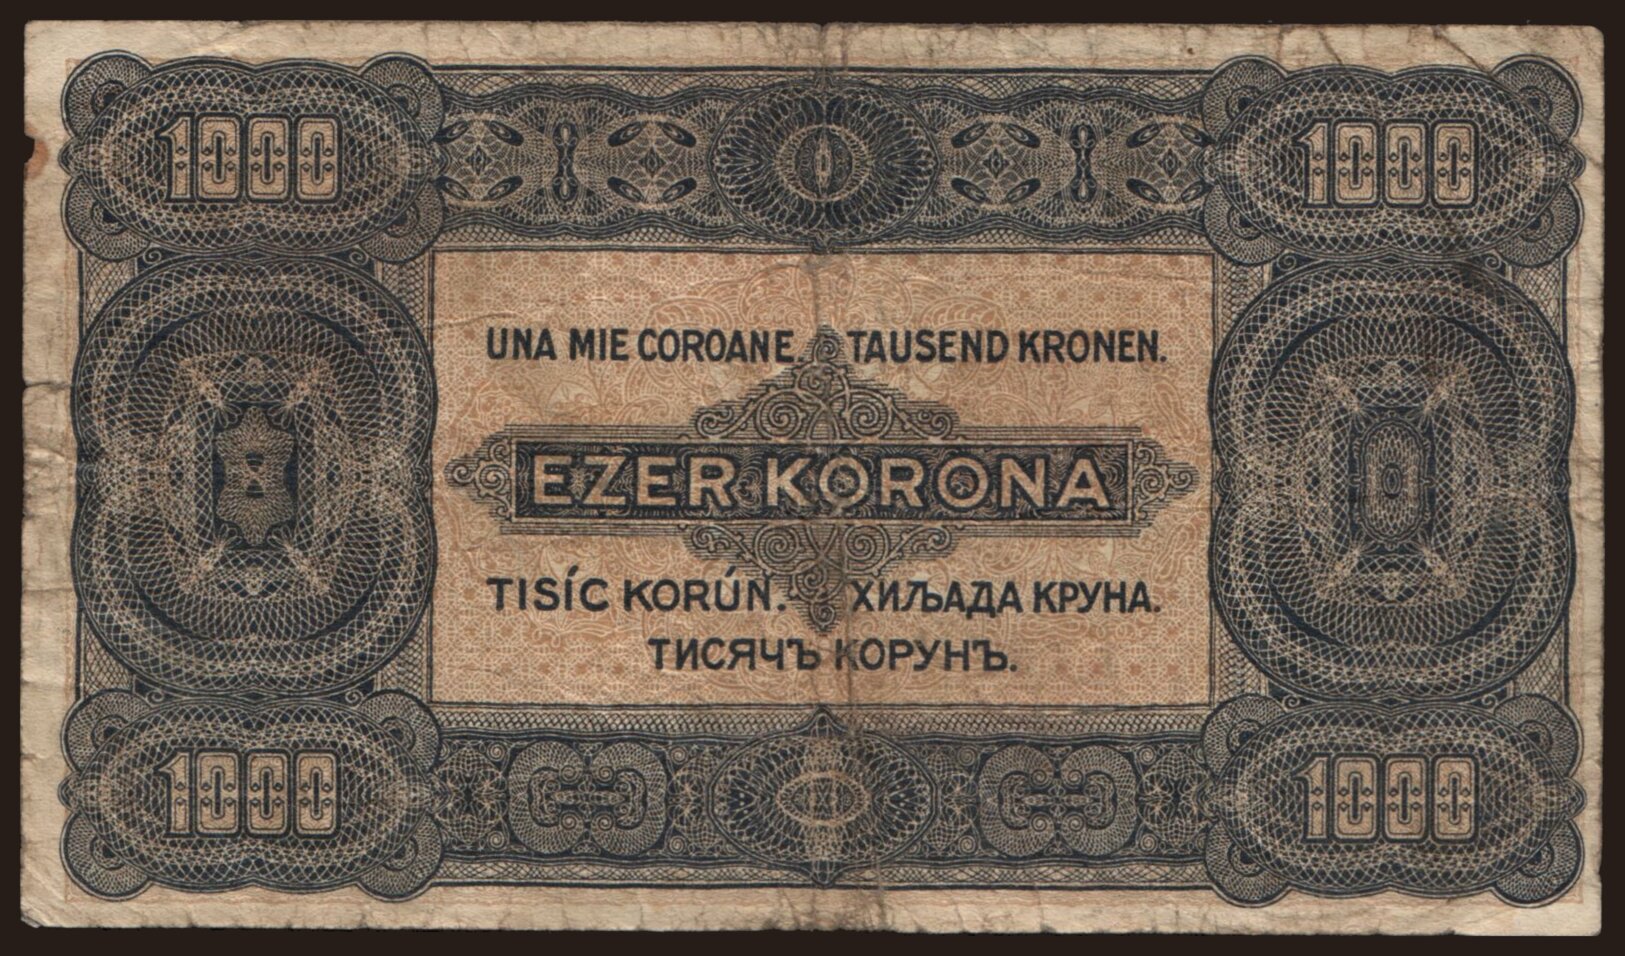 1000 1000
UNA MIE COROANE. TAUSEND KRONEN.
EZER KORONA
TISÍC KORÚN. ХИЉАДА КРУНА.
ТИСЯЧЪ КОРУНЪ.
1000 1000